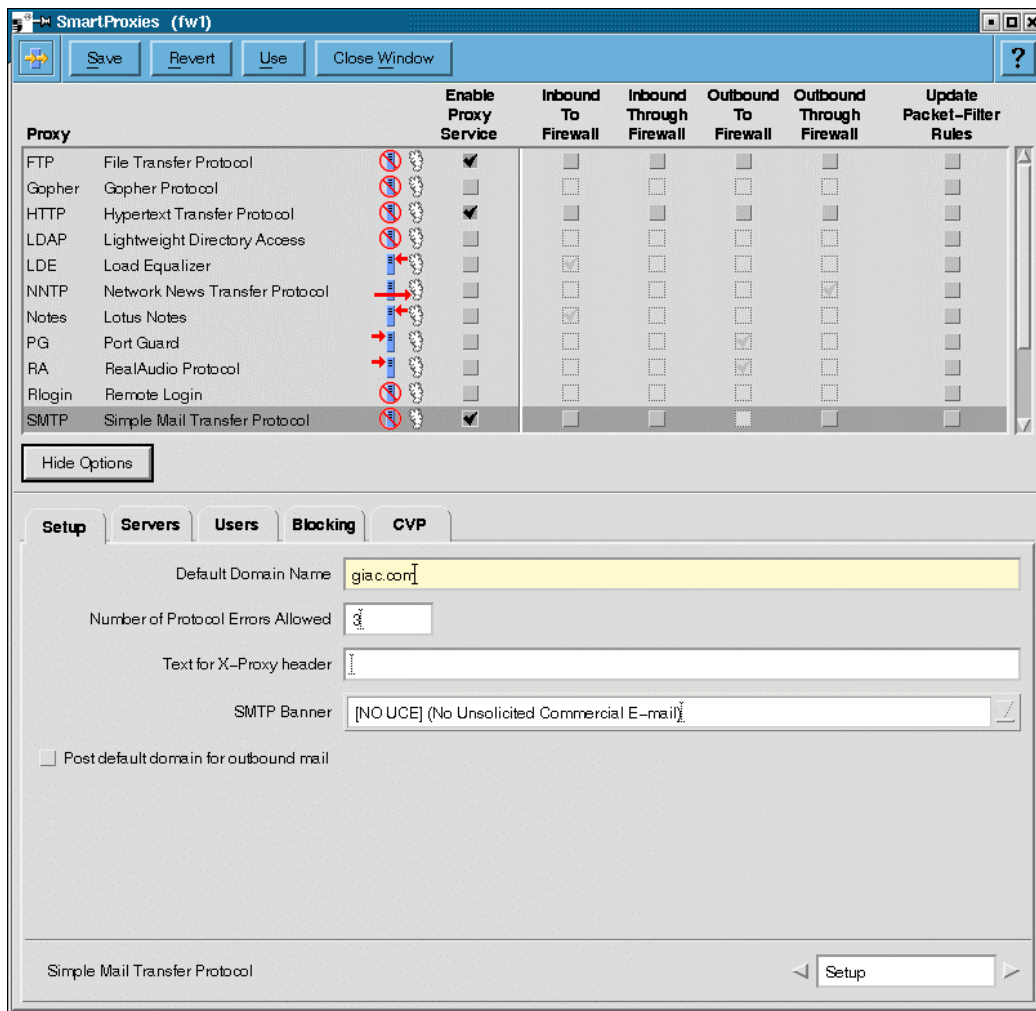 SmartProxies (fw1)
Save Revert Use Close Window ?
Proxy Enable Proxy Service Inbound To Firewall Inbound Through Firewall Outbound To Firewall Outbound Through Firewall Update Packet-Filter Rules
FTP File Transfer Protocol
Gopher Gopher Protocol
HTTP Hypertext Transfer Protocol
LDAP Lightweight Directory Access
LDE Load Equalizer
NNTP Network News Transfer Protocol
Notes Lotus Notes
PG Port Guard
RA RealAudio Protocol
Rlogin Remote Login
SMTP Simple Mail Transfer Protocol
Hide Options
Setup Servers Users Blocking CVP
Default Domain Name giac.com
Number of Protocol Errors Allowed 3
Text for X-Proxy header
SMTP Banner [NO UCE] (No Unsolicited Commercial E-mail)
Post default domain for outbound mail
Simple Mail Transfer Protocol Setup